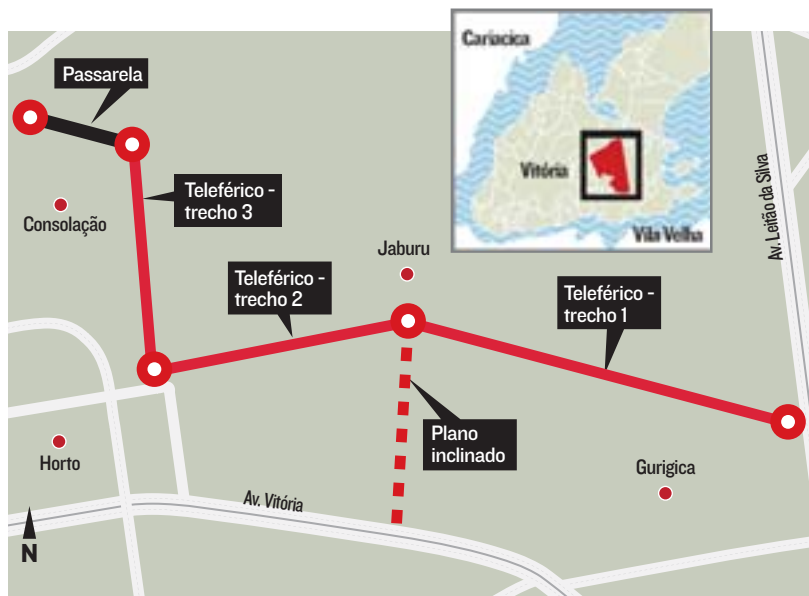 Passarela
Cariacica
Vitória
Vila Velha
Av. Leitão da Silva
Teleférico -
trecho 3
Consolação
Jaburu
Teleférico -
trecho 2
Teleférico -
trecho 1
Plano
inclinado
Horto
Gurigica
Av. Vitória
N